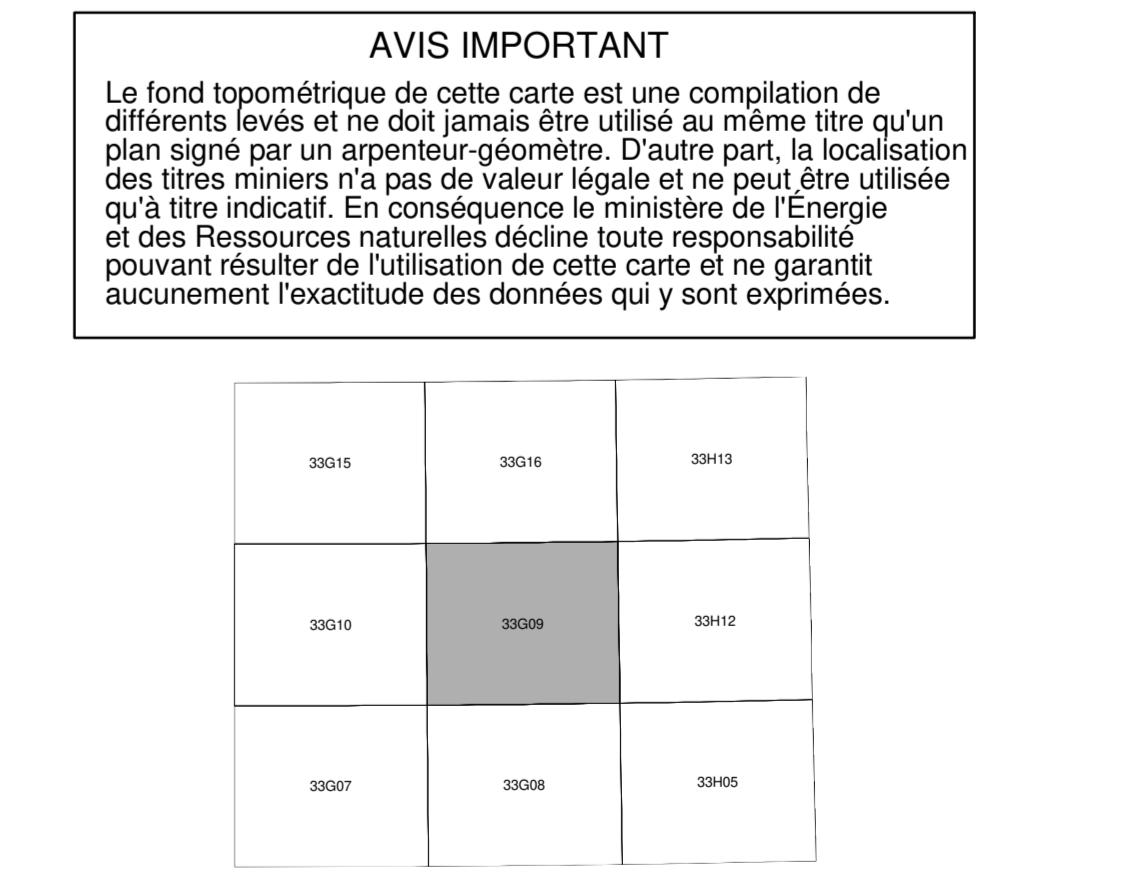 AVIS IMPORTANT
Le fond topométrique de cette carte est une compilation de
différents levés et ne doit jamais être utilisé au même titre qu'un
plan signé par un arpenteur-géomètre. D'autre part, la localisation
des titres miniers n'a pas de valeur légale et ne peut être utilisée
qu'à titre indicatif. En conséquence le ministère de l'Énergie
et des Ressources naturelles décline toute responsabilité
pouvant résulter de l'utilisation de cette carte et ne garantit
aucunement l'exactitude des données qui y sont exprimées.
33G15 33G16 33H13
33G10 33G09 33H12
33G07 33G08 33H05